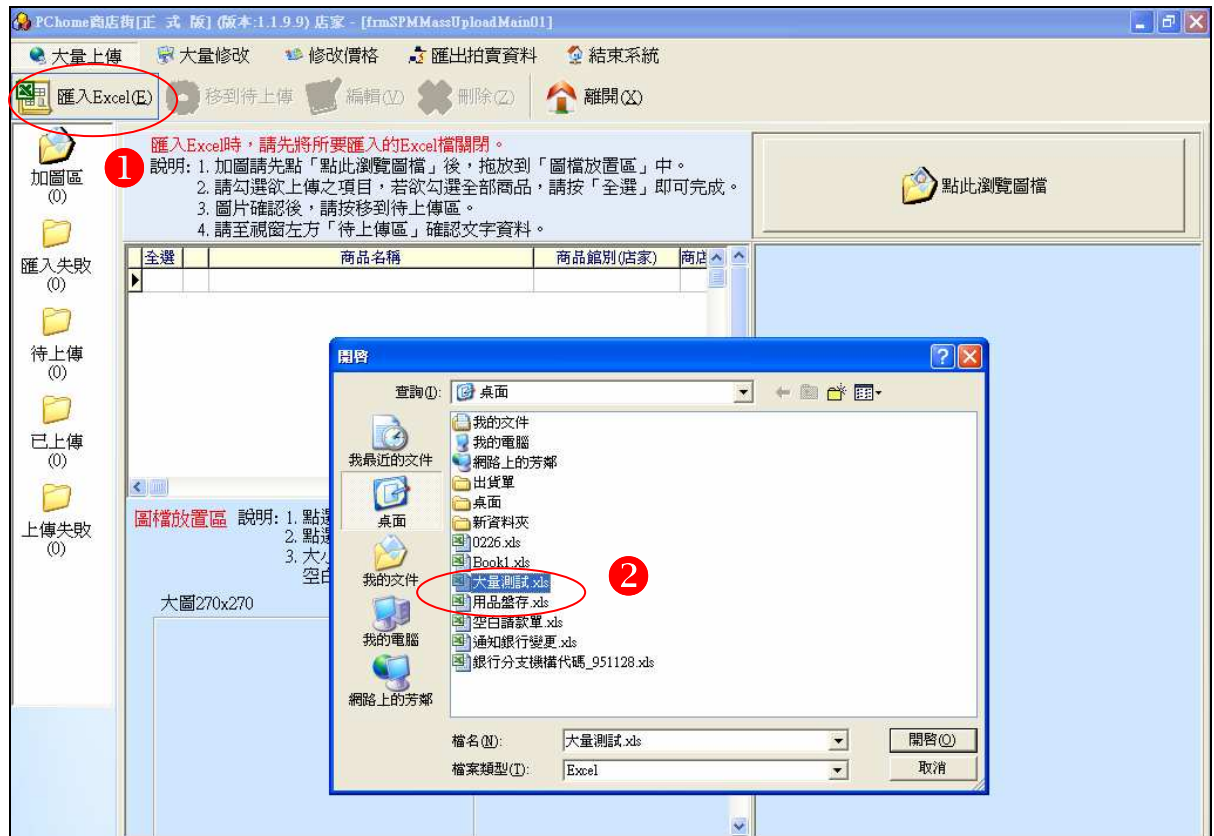 PChome商店街[正 式 版] (版本:1.1.9.9) 店家 - [frmSPMMassUploadMain01]
大量上傳 大量修改 修改價格 匯出拍賣資料 結束系統
匯入Excel(E) 移到待上傳 編輯(V) 刪除(Z) 離開(X)
1
加圖區
(0)
匯入失敗
(0)
待上傳
(0)
已上傳
(0)
上傳失敗
(0)
匯入Excel時，請先將所要匯入的Excel檔關閉。
說明: 1. 加圖請先點「點此瀏覽圖檔」後，拖放到「圖檔放置區」中。
2. 請勾選欲上傳之項目，若欲勾選全部商品，請按「全選」即可完成。
3. 圖片確認後，請按移到待上傳區。
4. 請至視窗左方「待上傳區」確認文字資料。
點此瀏覽圖檔
全選 商品名稱 商品館別(店家) 商店
圖檔放置區 說明: 1. 點選
2. 點選
3. 大小
空白
大圖270x270
開啓
查詢(I): 桌面
我最近的文件
桌面
我的文件
我的電腦
網路上的芳鄰
我的文件
我的電腦
網路上的芳鄰
出貨單
桌面
新資料夾
0226.xls
Book1.xls
大量測試.xls
用品盤存.xls
空白請款單.xls
通知銀行變更.xls
銀行分支機構代碼_951128.xls
2
檔名(N): 大量測試.xls 開啓(O)
檔案類型(T): Excel 取消